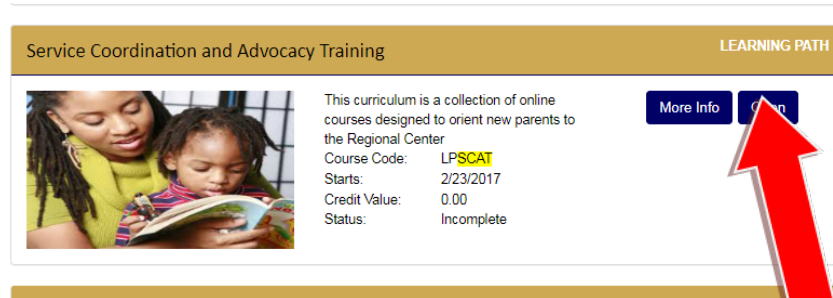 Service Coordination and Advocacy Training
LEARNING PATH
This curriculum is a collection of online
courses designed to orient new parents to
the Regional Center
Course Code: LPSCAT
Starts: 2/23/2017
Credit Value: 0.00
Status: Incomplete
More Info